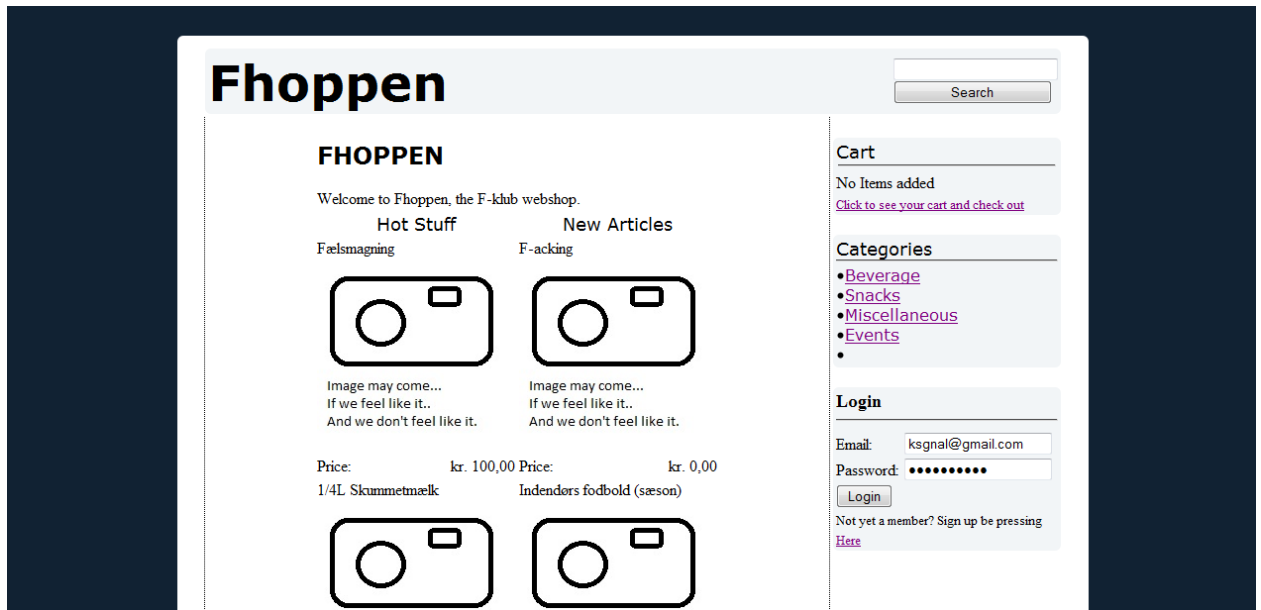 Fhoppen
Search
FHOPPEN
Welcome to Fhoppen, the F-klub webshop.
Hot Stuff
New Articles
Fælsmagning
F-acking
Image may come...
If we feel like it..
And we don't feel like it.
Image may come...
If we feel like it..
And we don't feel like it.
Price: kr. 100,00
Price: kr. 0,00
1/4L Skummetmælk
Indendørs fodbold (sæson)
Cart
No Items added
Click to see your cart and check out
Categories
•Beverage
•Snacks
•Miscellaneous
•Events
•
Login
Email: ksgnal@gmail.com
Password: ••••••••••
Login
Not yet a member? Sign up be pressing
Here